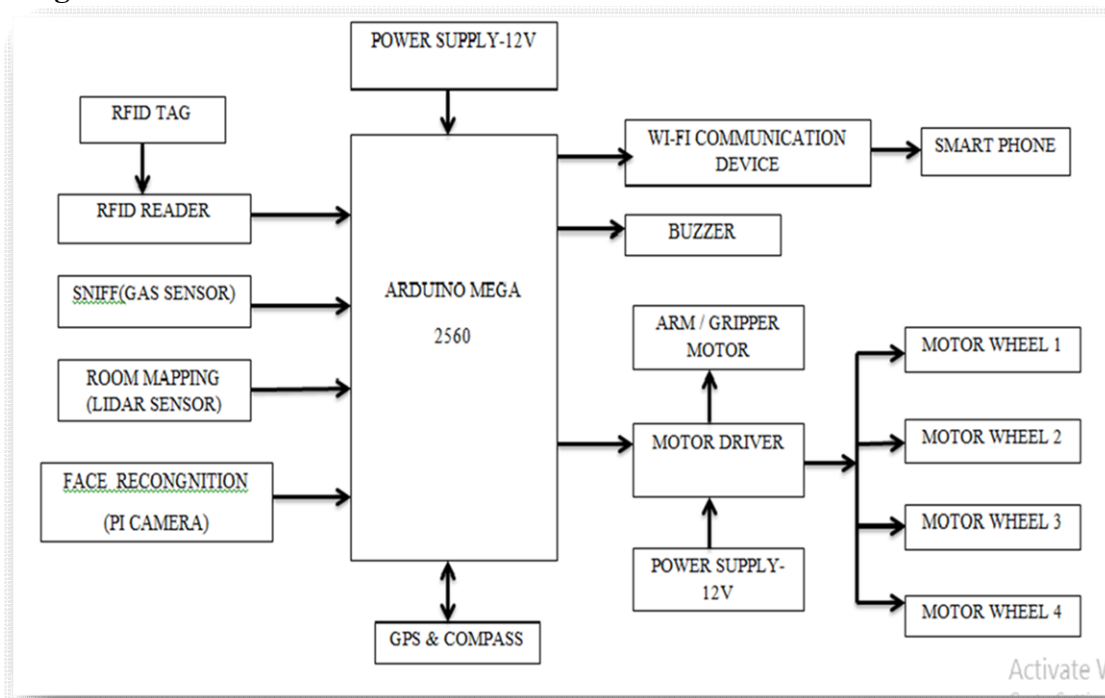 POWER SUPPLY-12V
RFID TAG
RFID READER
SNIFF(GAS SENSOR)
ROOM MAPPING
(LIDAR SENSOR)
FACE RECONGNITION
(PI CAMERA)
ARDUINO MEGA
2560
GPS & COMPASS
WI-FI COMMUNICATION
DEVICE
SMART PHONE
BUZZER
ARM / GRIPPER
MOTOR
MOTOR DRIVER
POWER SUPPLY-
12V
MOTOR WHEEL 1
MOTOR WHEEL 2
MOTOR WHEEL 3
MOTOR WHEEL 4
Activate